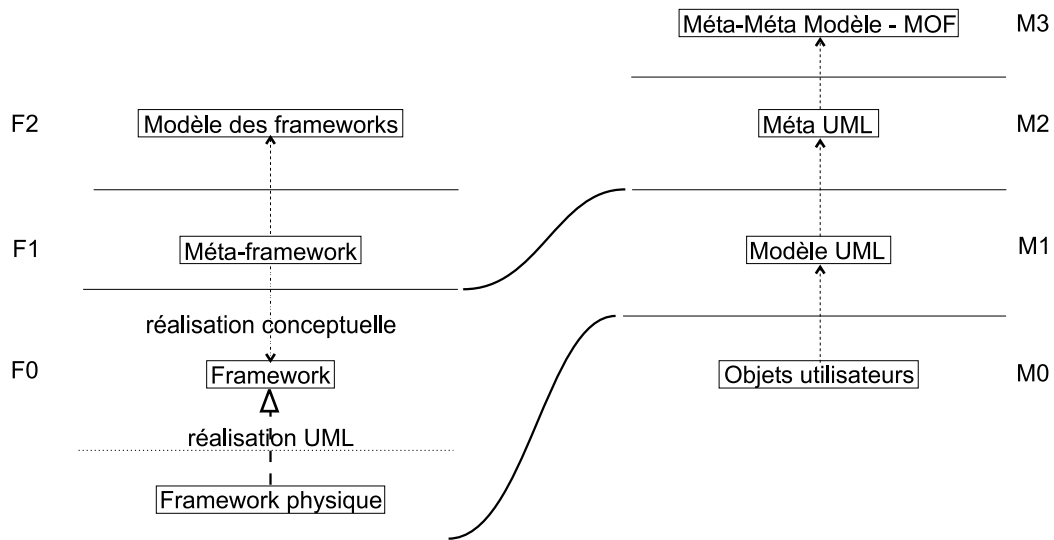 Méta-Méta Modèle - MOF M3
F2 Modèle des frameworks Méta UML M2
F1 Méta-framework Modèle UML M1
réalisation conceptuelle
F0 Framework Objets utilisateurs M0
réalisation UML
Framework physique